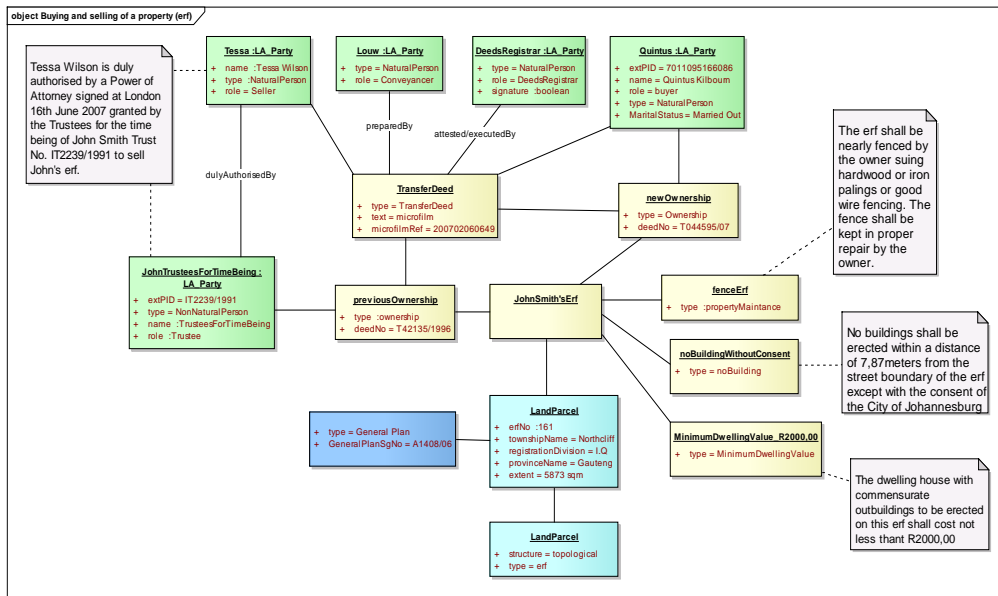 object Buying and selling of a property (erf)
Tessa Wilson is duly
authorised by a Power of
Attorney signed at London
16th June 2007 granted by
the Trustees for the time
being of John Smith Trust
No. IT2239/1991 to sell
John's erf.
Tessa :LA_Party
+ name :Tessa Wilson
+ type :NaturalPerson
+ role = Seller
Louw :LA_Party
+ type = NaturalPerson
+ role = Conveyancer
DeedsRegistrar :LA_Party
+ type = NaturalPerson
+ role = DeedsRegistrar
+ signature :boolean
Quintus :LA_Party
+ extPID = 7011095166086
+ name = Quintus Kilbourn
+ role = buyer
+ type = NaturalPerson
+ MaritalStatus = Married Out
preparedBy
attested/executedBy
dulyAuthorisedBy
The erf shall be
nearly fenced by
the owner suing
hardwood or iron
palings or good
wire fencing. The
fence shall be
kept in proper
repair by the
owner.
TransferDeed
+ type = TransferDeed
+ text = microfilm
+ microfilmRef = 200702060649
newOwnership
+ type = Ownership
+ deedNo = T044595/07
JohnTrusteesForTimeBeing :
LA_Party
+ extPID = IT2239/1991
+ type = NonNaturalPerson
+ name :TrusteesForTimeBeing
+ role :Trustee
previousOwnership
+ type :ownership
+ deedNo = T42135/1996
JohnSmith'sErf
fenceErf
+ type :propertyMaintance
noBuildingWithoutConsent
+ type = noBuilding
No buildings shall be
erected within a distance
of 7,87meters from the
street boundary of the erf
except with the consent of
the City of Johannesburg
+ type = General Plan
+ GeneralPlanSgNo = A1408/06
LandParcel
+ erfNo :161
+ townshipName = Northcliff
+ registrationDivision = I.Q
+ provinceName = Gauteng
+ extent = 5873 sqm
MinimumDwellingValue_R2000,00
+ type = MinimumDwellingValue
The dwelling house with
commensurate
outbuildings to be erected
on this erf shall cost not
less thant R2000,00
LandParcel
+ structure = topological
+ type = erf